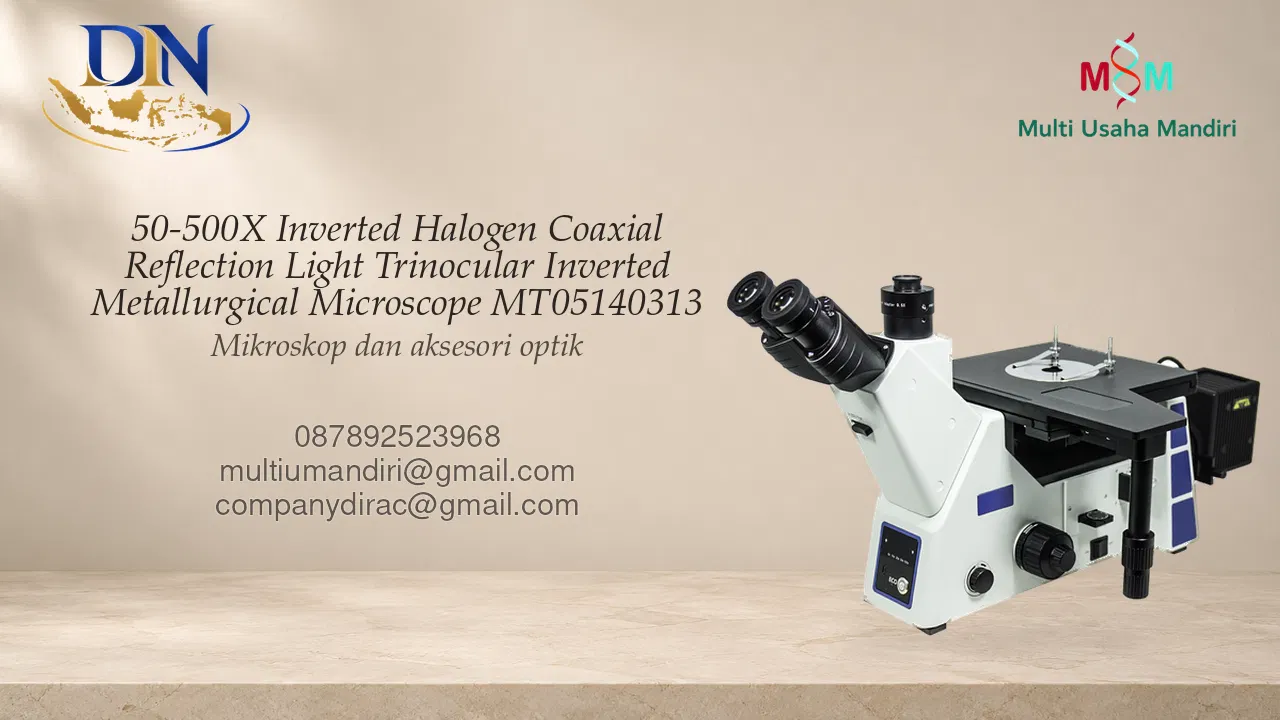 DN
M M
Multi Usaha Mandiri
50-500X Inverted Halogen Coaxial
Reflection Light Trinocular Inverted
Metallurgical Microscope MT05140313
Mikroskop dan aksesori optik
087892523968
multiumandiri@gmail.com
companydirac@gmail.com
ECO